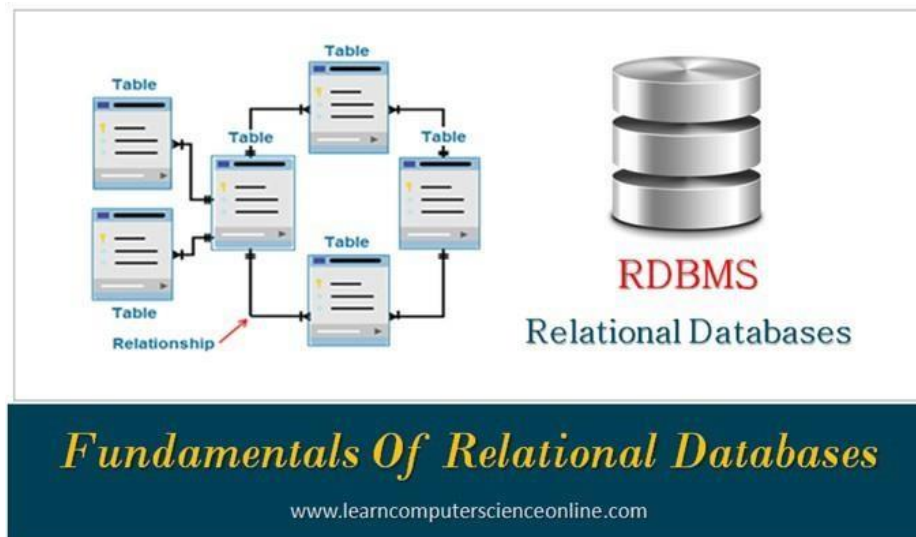 Table
Table
Table
Table
Table
Table
Relationship
RDBMS
Relational Databases
Fundamentals Of Relational Databases
www.learncomputerscienceonline.com